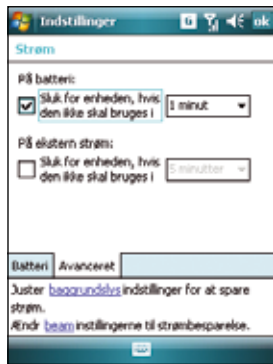 Indstillinger
ok
Strøm
På batteri:
Sluk for enheden, hvis
den ikke skal bruges i
1 minut
På ekstern strøm:
Sluk for enheden, hvis
den ikke skal bruges i
5 minutter
Batteri Avanceret
Juster baggrundslys indstillinger for at spare
strøm.
Ændr beam instillingerne til strømbesparelse.